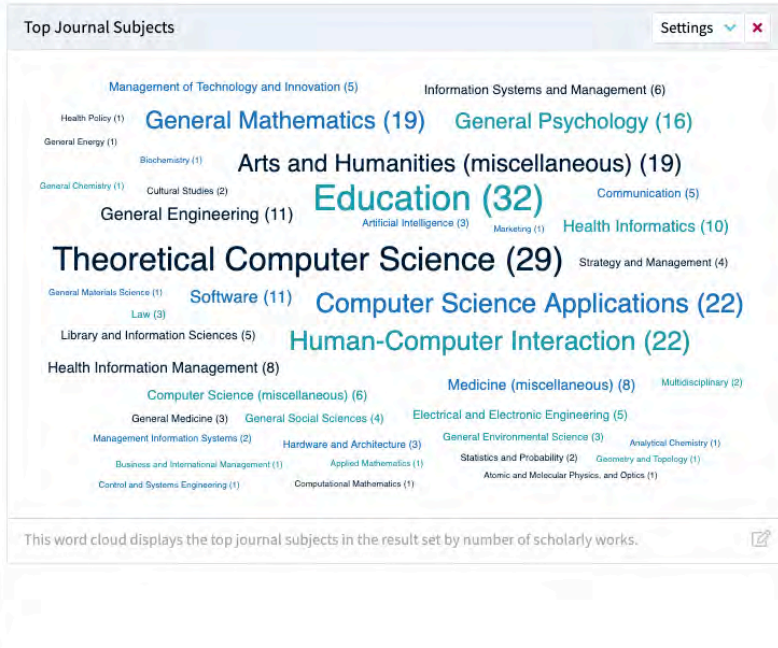 Top Journal Subjects
Settings
Management of Technology and Innovation (5)
Information Systems and Management (6)
Health Policy (1)
General Mathematics (19)
General Psychology (16)
General Energy (1)
Biochemistry (1)
Arts and Humanities (miscellaneous) (19)
General Chemistry (1)
Cultural Studies (2)
Education (32)
Communication (5)
General Engineering (11)
Artificial Intelligence (3)
Marketing (1)
Health Informatics (10)
Theoretical Computer Science (29)
Strategy and Management (4)
General Materials Science (1)
Software (11)
Computer Science Applications (22)
Law (3)
Library and Information Sciences (5)
Human-Computer Interaction (22)
Health Information Management (8)
Medicine (miscellaneous) (8)
Multidisciplinary (2)
Computer Science (miscellaneous) (6)
General Medicine (3)
General Social Sciences (4)
Electrical and Electronic Engineering (5)
Management Information Systems (2)
Hardware and Architecture (3)
General Environmental Science (3)
Analytical Chemistry (1)
Business and International Management (1)
Applied Mathematics (1)
Statistics and Probability (2)
Geometry and Topology (1)
Control and Systems Engineering (1)
Computational Mathematics (1)
Atomic and Molecular Physics, and Optics (1)
This word cloud displays the top journal subjects in the result set by number of scholarly works.